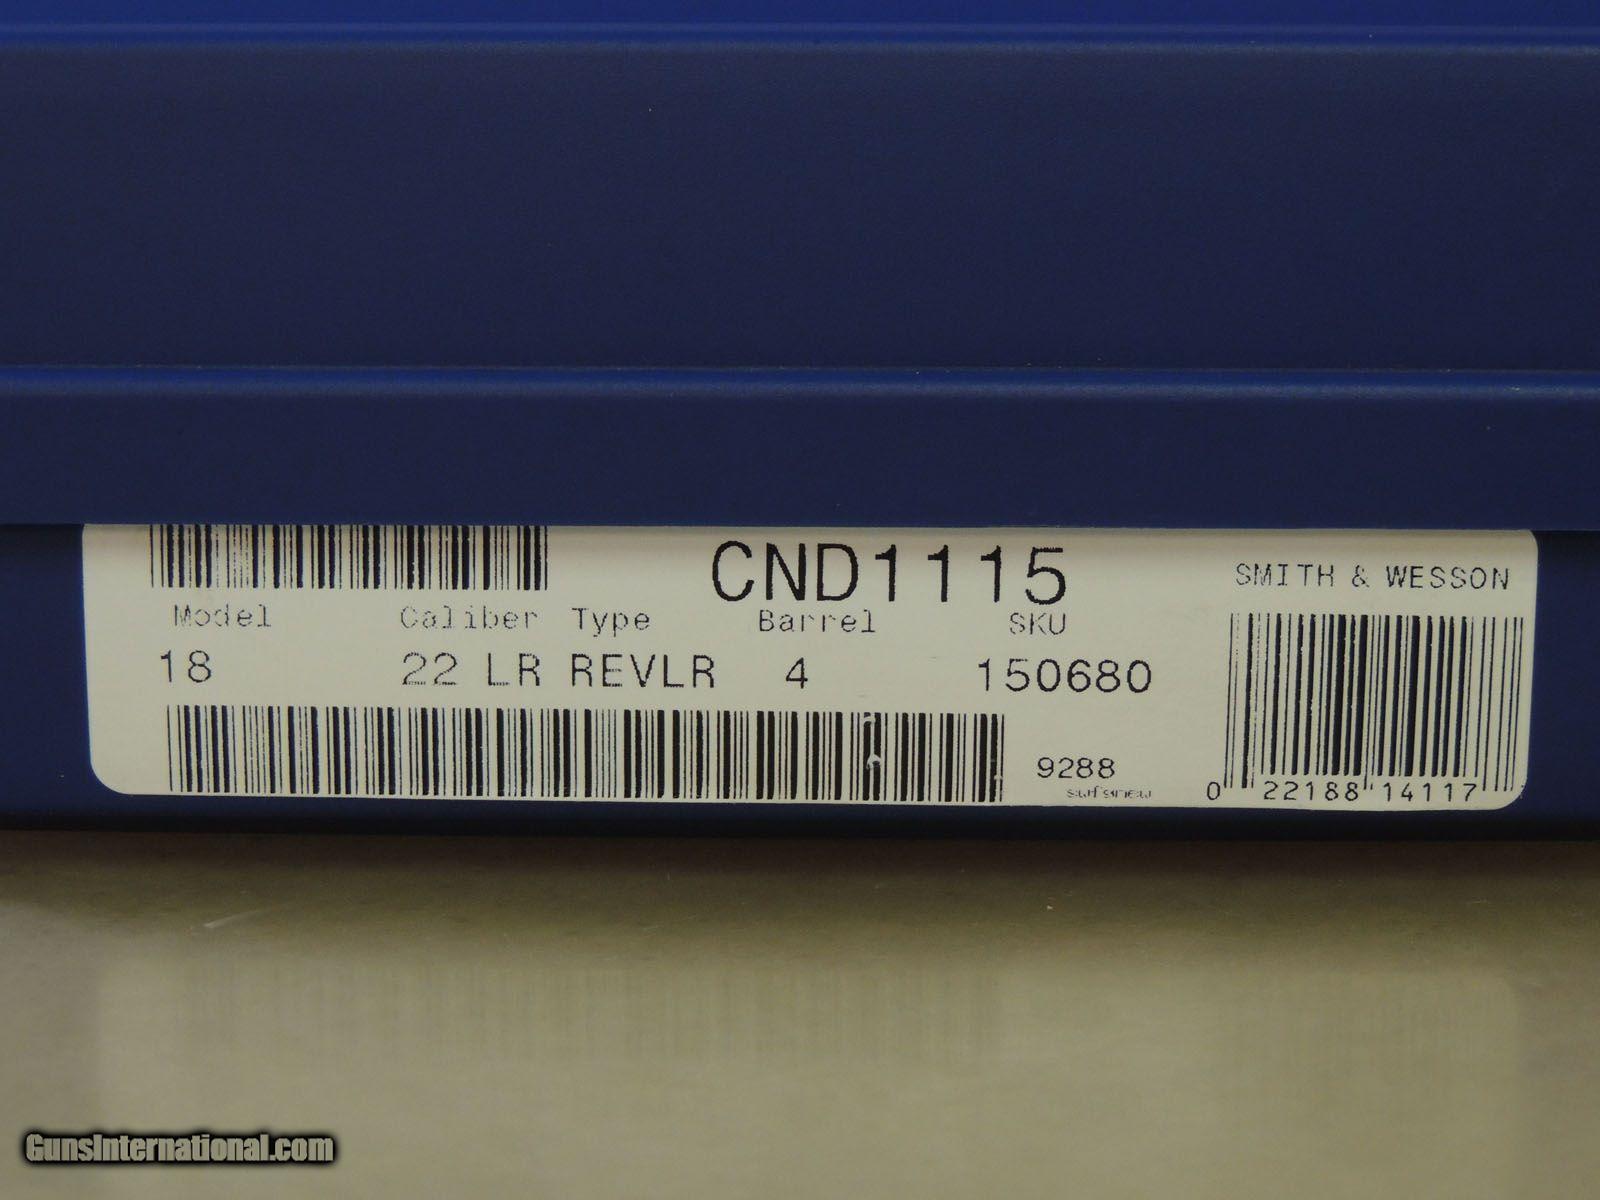 CND1115
SMITH & WESSON
Model Caliber Type Barrel SKU
18 22 LR REVLR 4 150680
9288
0 22188 14117
GunsInternational.com